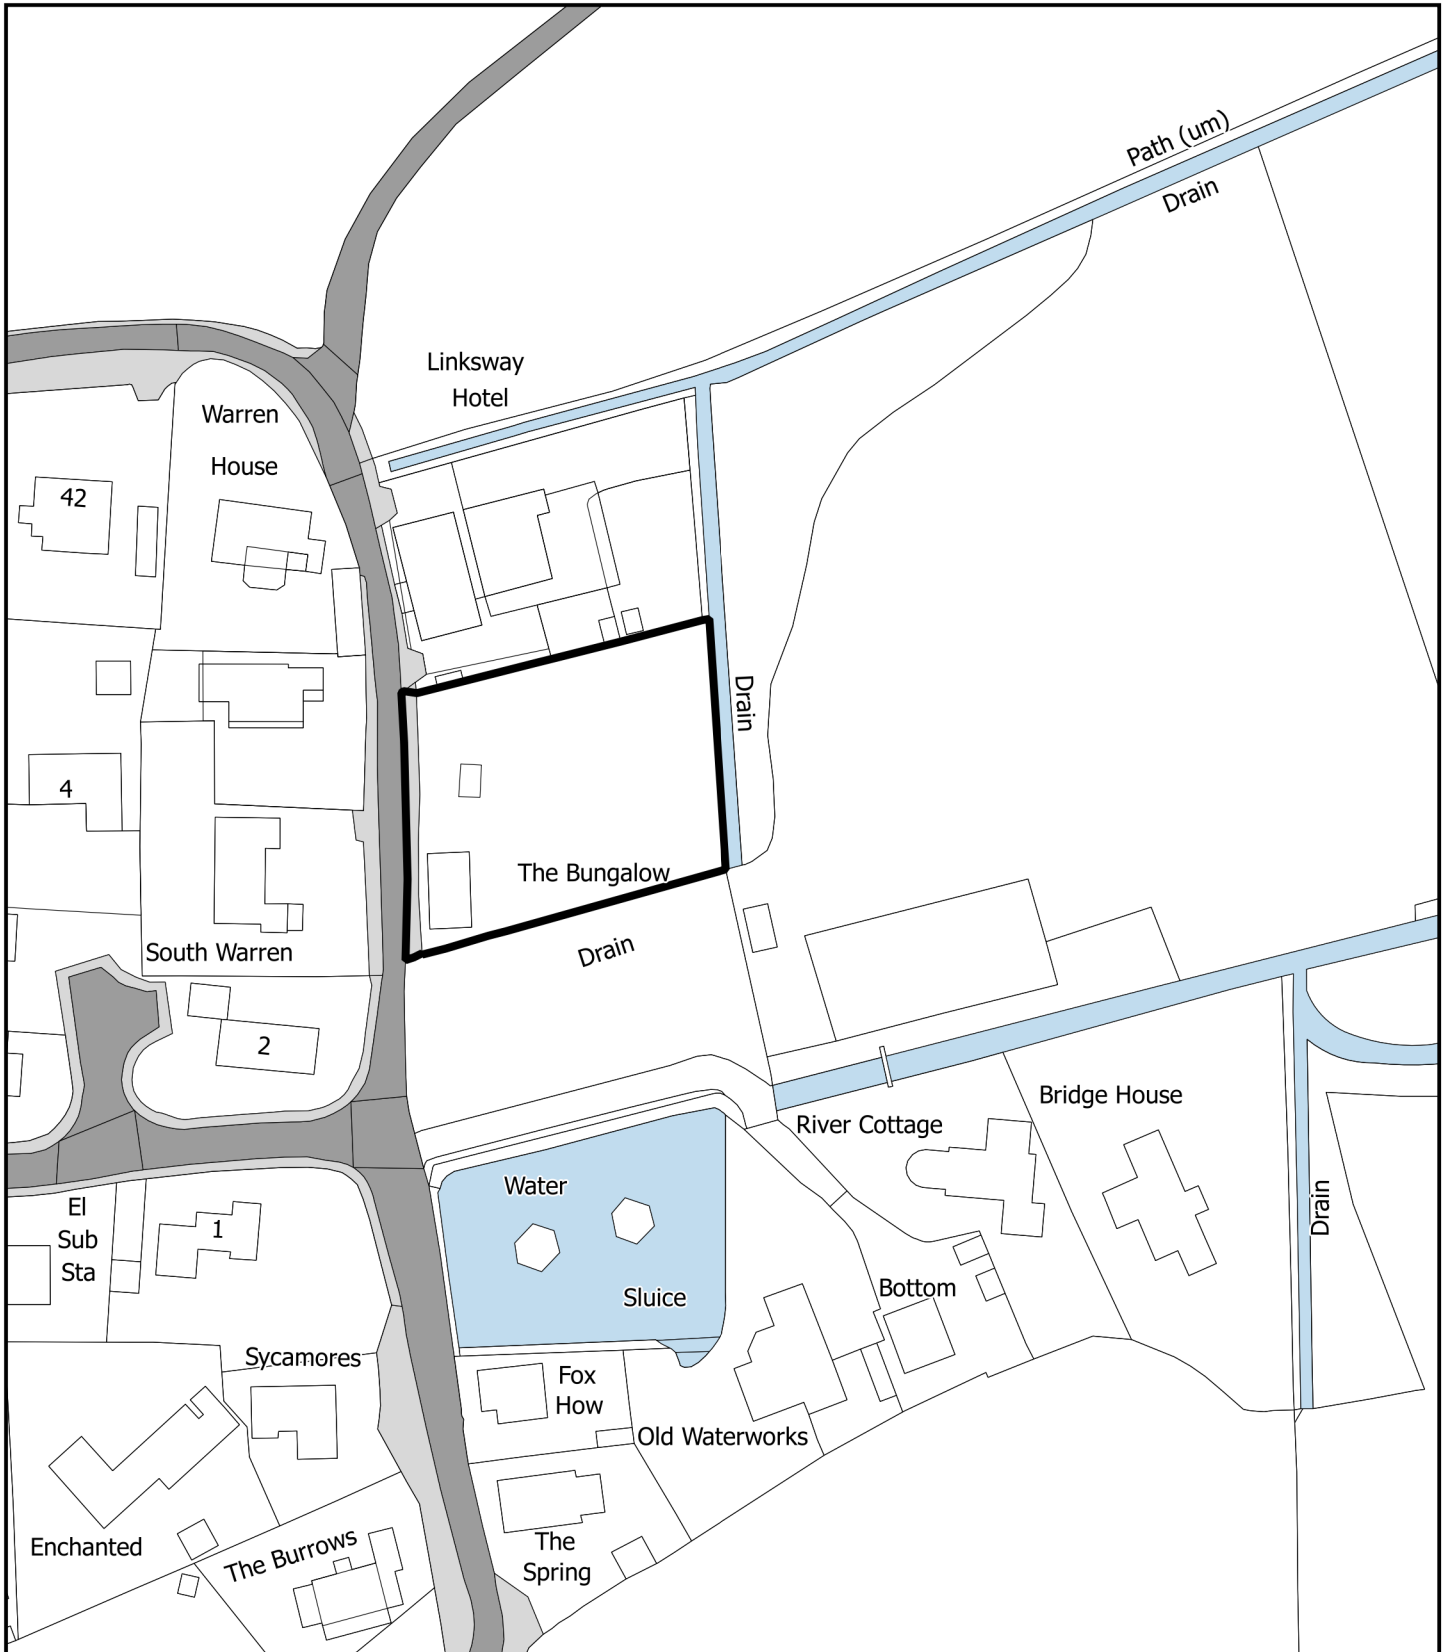 Path (um)
Drain
Linksway
Hotel
Warren
House
42
Drain
4
The Bungalow
South Warren
Drain
2
Bridge House
River Cottage
Water
El
Sub
Sta
1
Drain
Sluice
Bottom
Sycamores
Fox
How
Old Waterworks
Enchanted
The Burrows
The
Spring